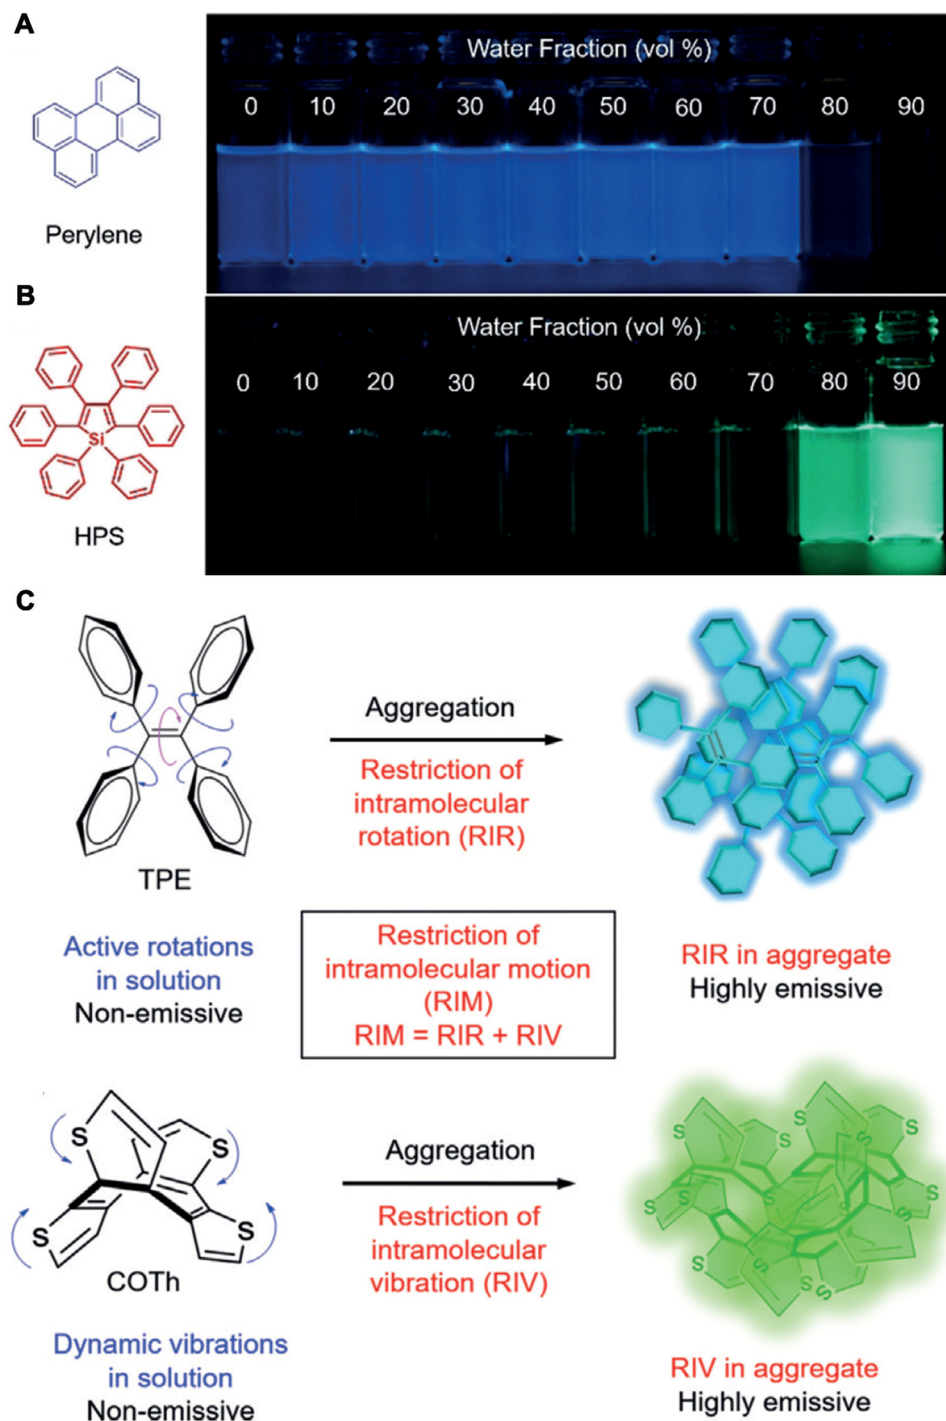 A
Water Fraction (vol %)
0 10 20 30 40 50 60 70 80 90
Perylene
B
Water Fraction (vol %)
0 10 20 30 40 50 60 70 80 90
Si
HPS
C
Aggregation
Restriction of
intramolecular
rotation (RIR)
TPE
Active rotations
in solution
Non-emissive
Restriction of
intramolecular motion
(RIM)
RIM = RIR + RIV
RIR in aggregate
Highly emissive
S
S
S
S
COTh
Aggregation
Restriction of
intramolecular
vibration (RIV)
S S S S
S S
S S
S S S S
Dynamic vibrations
in solution
Non-emissive
RIV in aggregate
Highly emissive